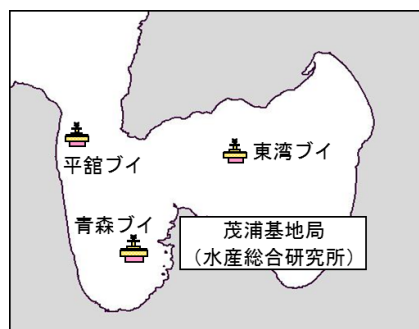 平舘ブイ
東湾ブイ
青森ブイ
茂浦基地局
（水産総合研究所）